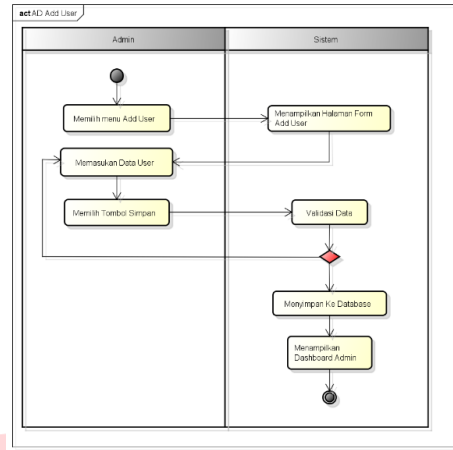 act AD Add User
Admin
Sistem
Memilih menu Add User
Menampilkan Halaman Form
Add User
Memasukan Data User
Memilih Tombol Simpan
Validasi Data
Menyimpan Ke Database
Menampilkan
Dashboard Admin